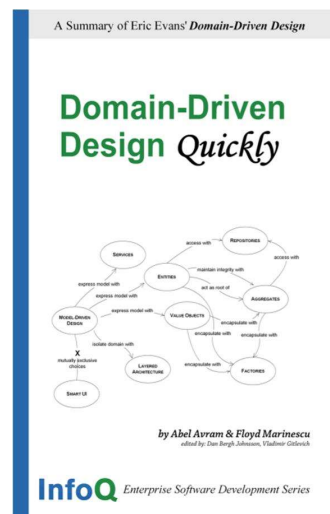 A Summary of Eric Evans' Domain-Driven Design
Domain-Driven
Design Quickly
SERVICES
REPOSITORIES
access with
access with
ENTITIES
maintain integrity with
express model with
act as root of
express model with
AGGREGATES
MODEL-DRIVEN
DESIGN
express model with
VALUE OBJECTS
encapsulate with
encapsulate with
encapsulate with
isolate domain with
X
mutually exclusive
choices
LAYERED
ARCHITECTURE
encapsulate with
FACTORIES
SMART UI
by Abel Avram & Floyd Marinescu
edited by: Dan Bergh Johnsson, Vladimir Gitlevich
InfoQ Enterprise Software Development Series